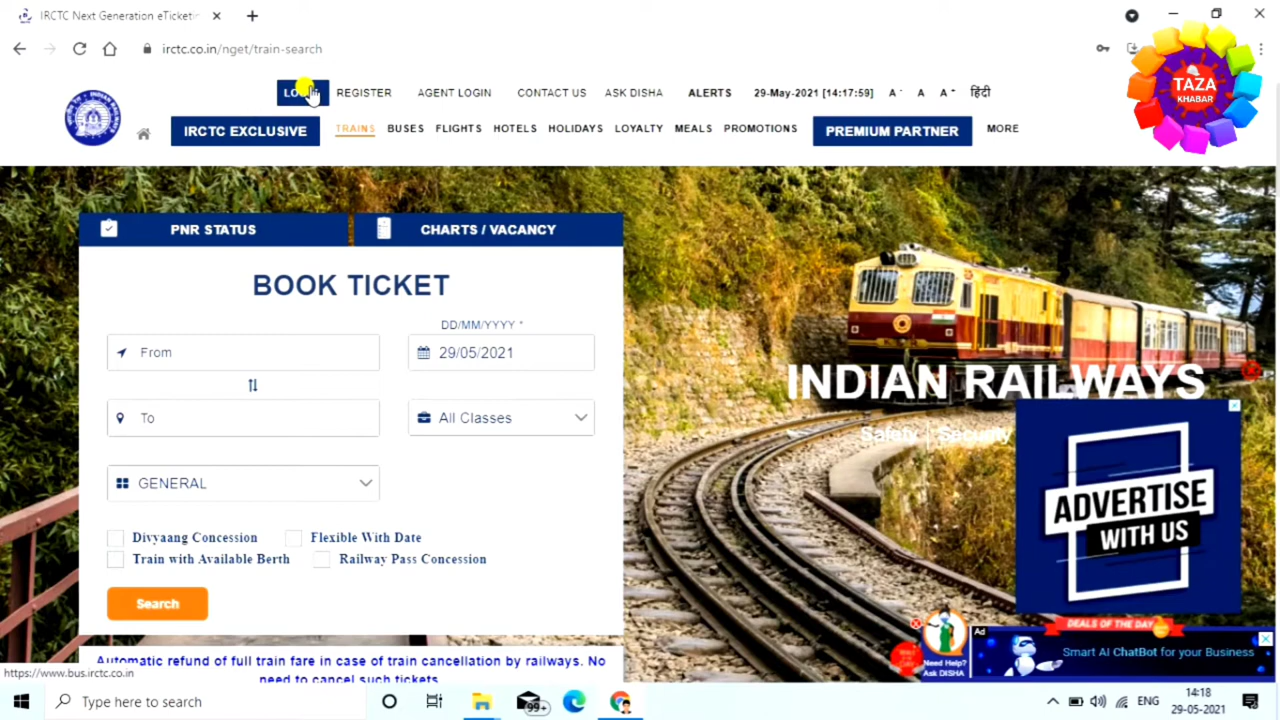 IRCTC Next Generation eTicket
irctc.co.in/nget/train-search
REGISTER AGENT LOGIN CONTACT US ASK DISHA ALERTS 29-May-2021 [14:17:59] A- A A+ हिंदी
IRCTC EXCLUSIVE TRAINS BUSES FLIGHTS HOTELS HOLIDAYS LOYALTY MEALS PROMOTIONS PREMIUM PARTNER MORE
TAZA
KHABAR
PNR STATUS CHARTS / VACANCY
BOOK TICKET
DD/MM/YYYY *
From 29/05/2021
To All Classes
GENERAL
Divyaang Concession Flexible With Date
Train with Available Berth Railway Pass Concession
Search
INDIAN RAILWAYS
Safety | Security
ADVERTISE
WITH US
DEALS OF THE DAY
Ad
Smart AI ChatBot for your Business
Need Help?
Ask DISHA
Automatic refund of full train fare in case of train cancellation by railways. No
need to cancel such tickets
https://www.bus.irctc.co.in
Type here to search
99+
ENG
14:18
29-05-2021